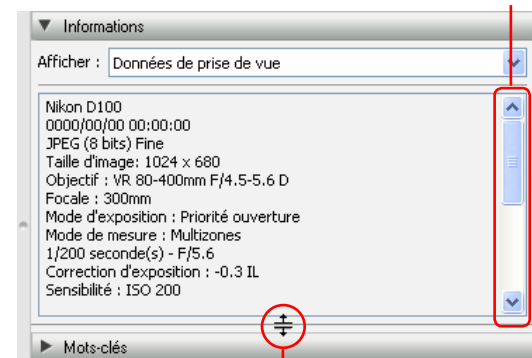 Informations
Afficher : Données de prise de vue
Nikon D100
0000/00/00 00:00:00
JPEG (8 bits) Fine
Taille d'image: 1024 x 680
Objectif : VR 80-400mm F/4.5-5.6 D
Focale : 300mm
Mode d'exposition : Priorité ouverture
Mode de mesure : Multizones
1/200 seconde(s) - F/5.6
Correction d'exposition : -0.3 IL
Sensibilité : ISO 200
Mots-clés